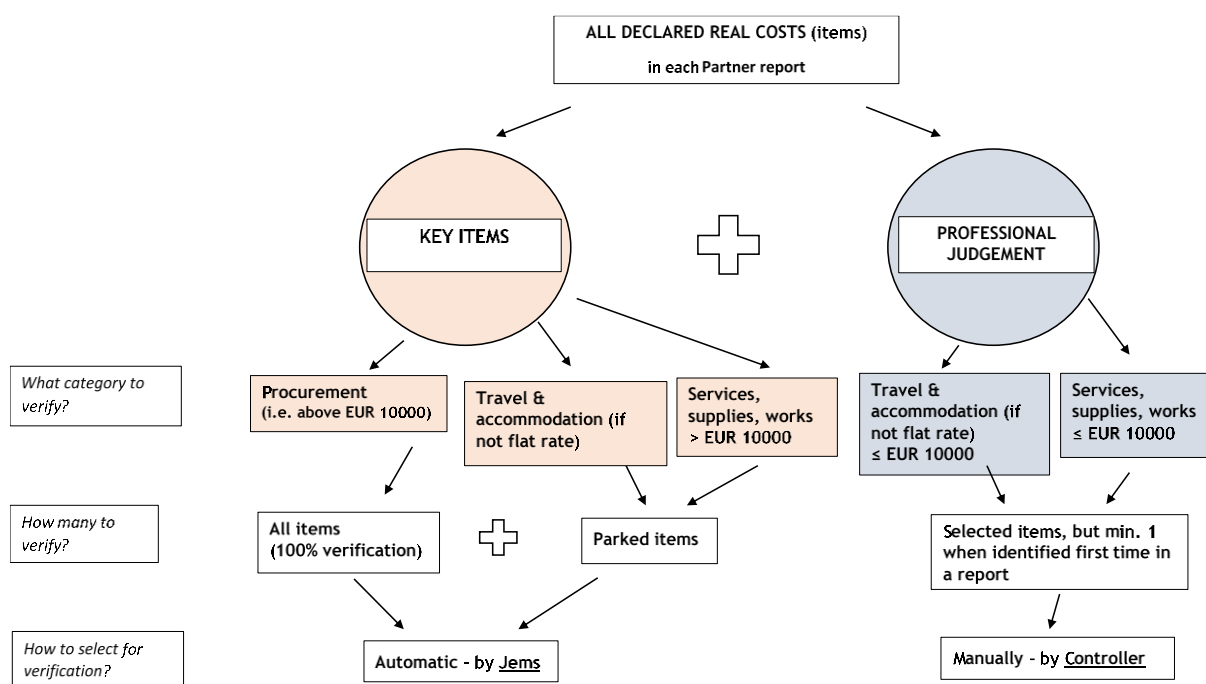 ALL DECLARED REAL COSTS (items)
in each Partner report
KEY ITEMS
PROFESSIONAL
JUDGEMENT
What category to
verify?
Procurement
(i.e. above EUR 10000)
Travel &
accommodation (if
not flat rate)
Services,
supplies, works
> EUR 10000
Travel &
accommodation (if
not flat rate)
≤ EUR 10000
Services,
supplies, works
≤ EUR 10000
How many to
verify?
All items
(100% verification)
Parked items
Selected items, but min. 1
when identified first time in
a report
How to select for
verification?
Automatic - by Jems
Manually - by Controller